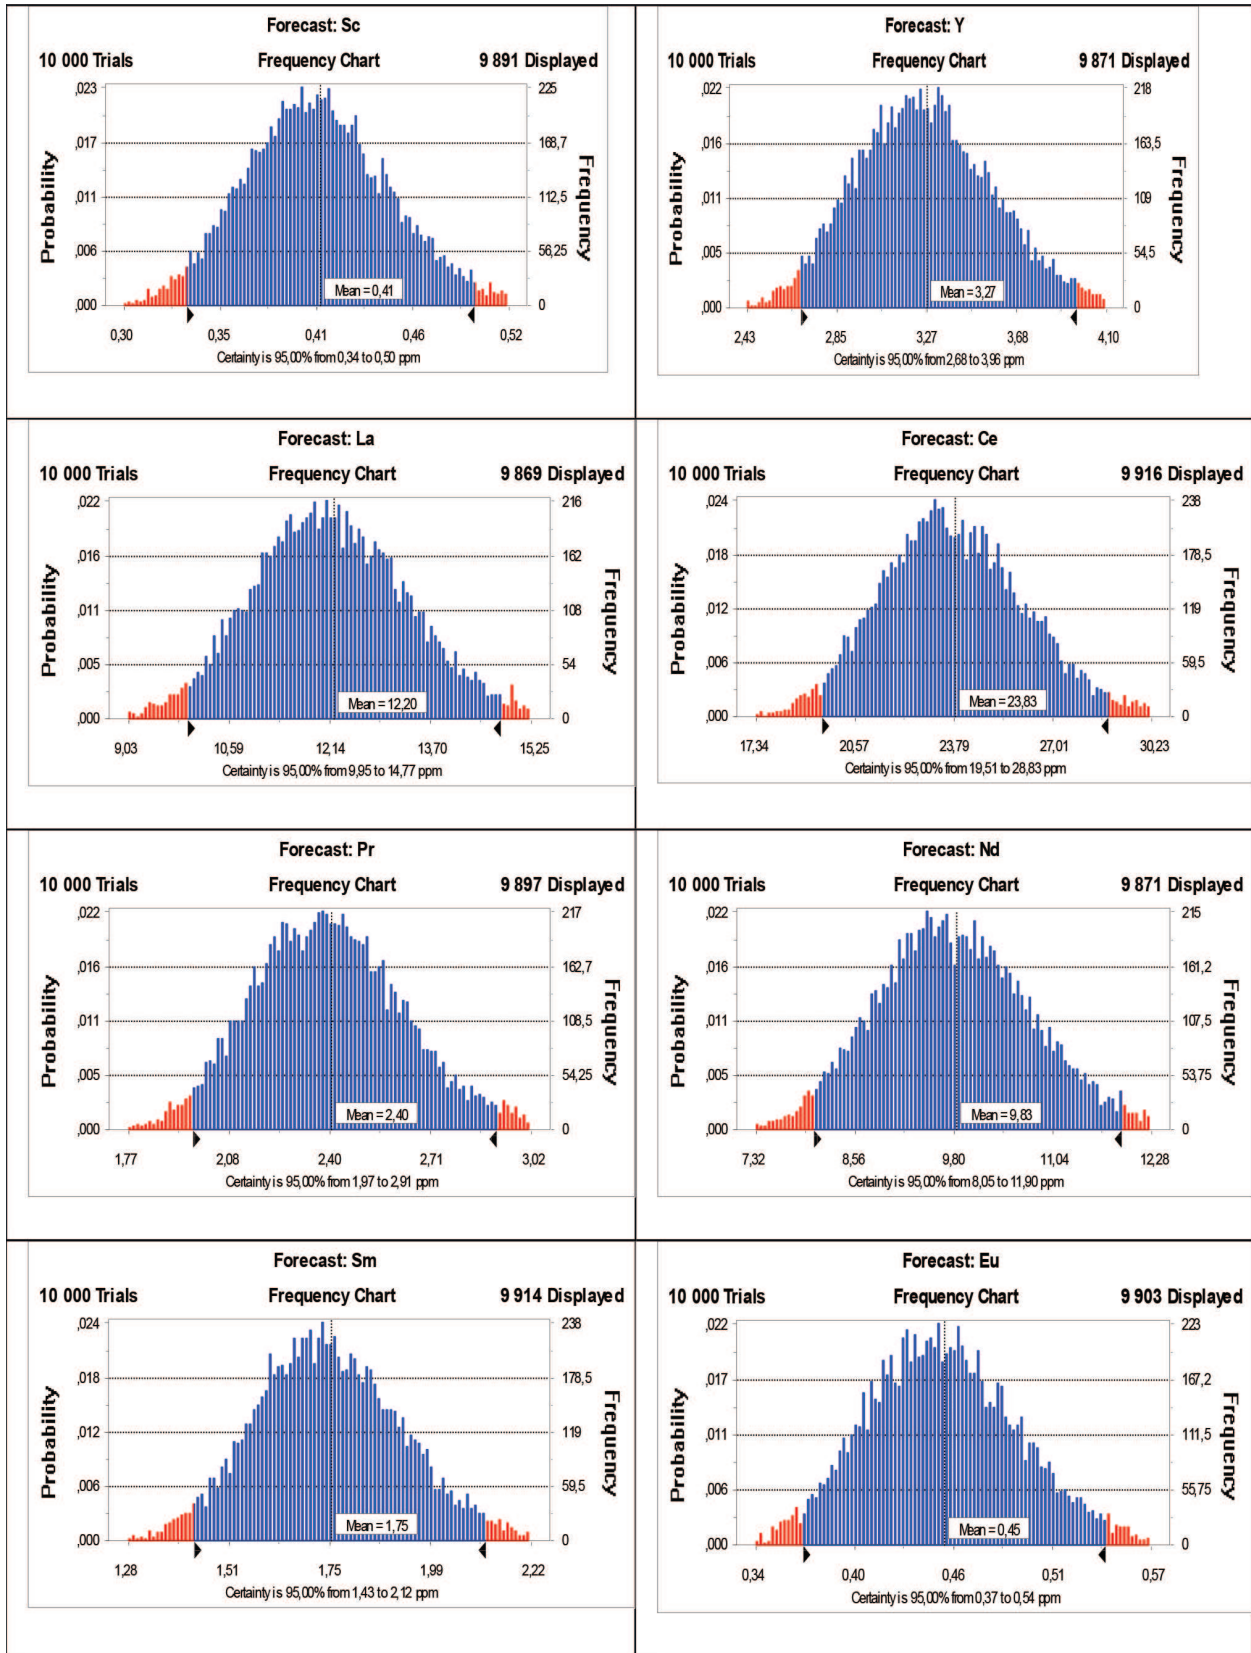 Forecast: Sc
10 000 Trials Frequency Chart 9 891 Displayed
,023 225
,017 168,7
,011 112,5
,006 56,25
,000 0
Probability
Frequency
Mean = 0,41
0,30 0,35 0,41 0,46 0,52
Certainty is 95,00% from 0,34 to 0,50 ppm
Forecast: Y
10 000 Trials Frequency Chart 9 871 Displayed
,022 218
,016 163,5
,011 109
,005 54,5
,000 0
Probability
Frequency
Mean = 3,27
2,43 2,85 3,27 3,68 4,10
Certainty is 95,00% from 2,68 to 3,96 ppm
Forecast: La
10 000 Trials Frequency Chart 9 869 Displayed
,022 216
,016 162
,011 108
,005 54
,000 0
Probability
Frequency
Mean = 12,20
9,03 10,59 12,14 13,70 15,25
Certainty is 95,00% from 9,95 to 14,77 ppm
Forecast: Ce
10 000 Trials Frequency Chart 9 916 Displayed
,024 238
,018 178,5
,012 119
,006 59,5
,000 0
Probability
Frequency
Mean = 23,83
17,34 20,57 23,79 27,01 30,23
Certainty is 95,00% from 19,51 to 28,83 ppm
Forecast: Pr
10 000 Trials Frequency Chart 9 897 Displayed
,022 217
,016 162,7
,011 108,5
,005 54,25
,000 0
Probability
Frequency
Mean = 2,40
1,77 2,08 2,40 2,71 3,02
Certainty is 95,00% from 1,97 to 2,91 ppm
Forecast: Nd
10 000 Trials Frequency Chart 9 871 Displayed
,022 215
,016 161,2
,011 107,5
,005 53,75
,000 0
Probability
Frequency
Mean = 9,83
7,32 8,56 9,80 11,04 12,28
Certainty is 95,00% from 8,05 to 11,90 ppm
Forecast: Sm
10 000 Trials Frequency Chart 9 914 Displayed
,024 238
,018 178,5
,012 119
,006 59,5
,000 0
Probability
Frequency
Mean = 1,75
1,28 1,51 1,75 1,99 2,22
Certainty is 95,00% from 1,43 to 2,12 ppm
Forecast: Eu
10 000 Trials Frequency Chart 9 903 Displayed
,022 223
,017 167,2
,011 111,5
,006 55,75
,000 0
Probability
Frequency
Mean = 0,45
0,34 0,40 0,46 0,51 0,57
Certainty is 95,00% from 0,37 to 0,54 ppm